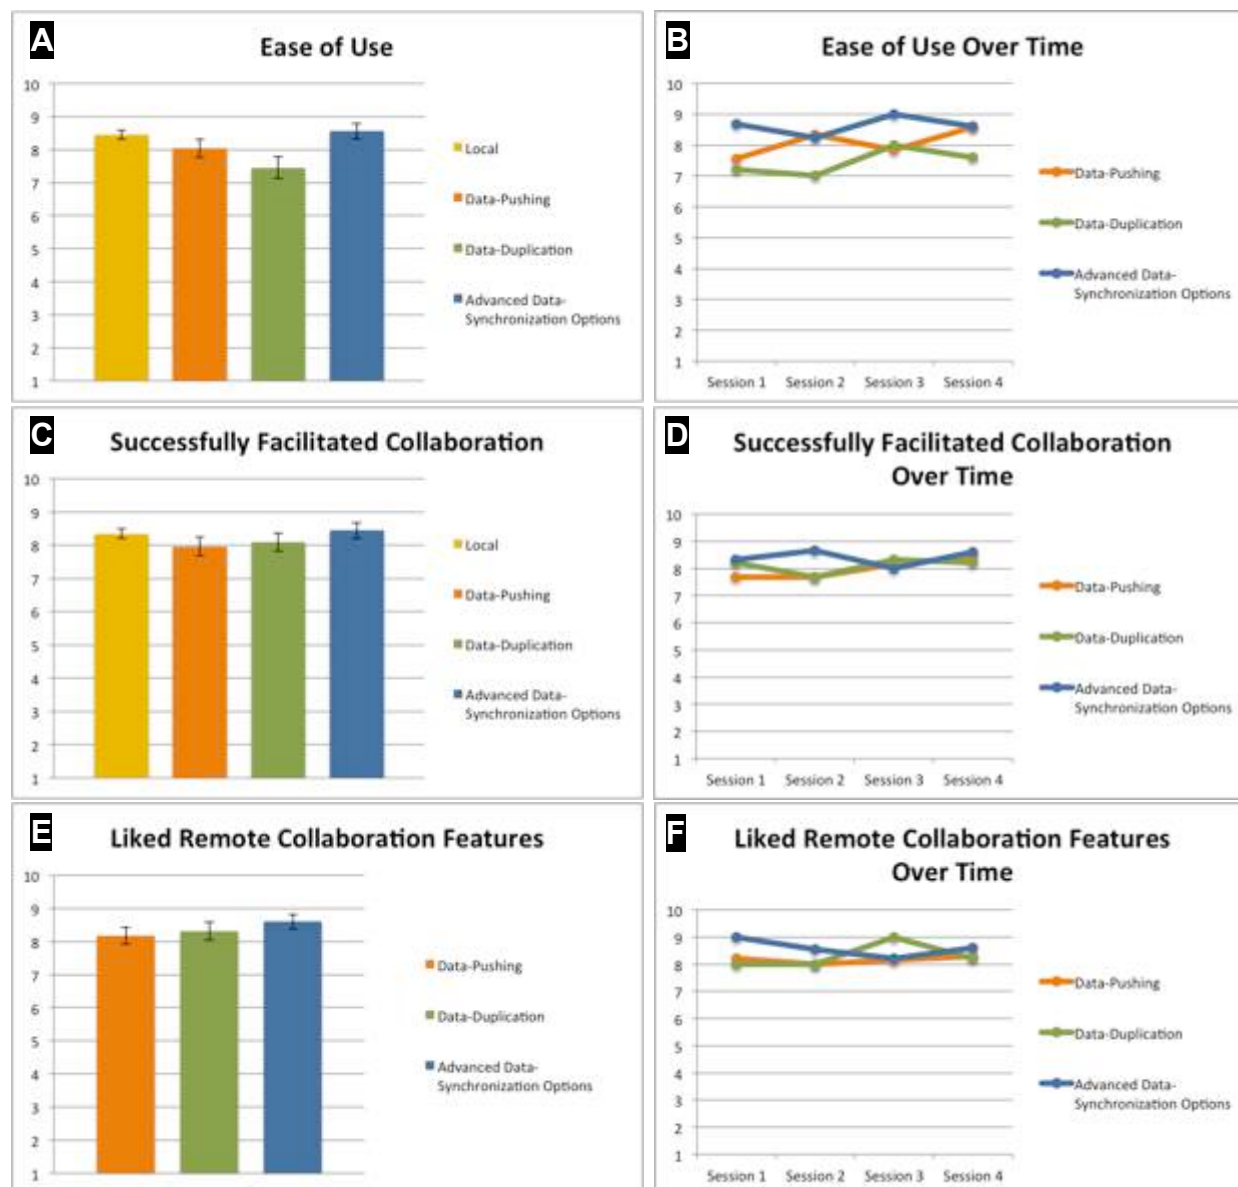 A
Ease of Use
10
9
8
7
6
5
4
3
2
1
Local
Data-Pushing
Data-Duplication
Advanced Data-
Synchronization Options
B
Ease of Use Over Time
10
9
8
7
6
5
4
3
2
1
Session 1 Session 2 Session 3 Session 4
Data-Pushing
Data-Duplication
Advanced Data-
Synchronization Options
C
Successfully Facilitated Collaboration
10
9
8
7
6
5
4
3
2
1
Local
Data-Pushing
Data-Duplication
Advanced Data-
Synchronization Options
D
Successfully Facilitated Collaboration
Over Time
10
9
8
7
6
5
4
3
2
1
Session 1 Session 2 Session 3 Session 4
Data-Pushing
Data-Duplication
Advanced Data-
Synchronization Options
E
Liked Remote Collaboration Features
10
9
8
7
6
5
4
3
2
1
Data-Pushing
Data-Duplication
Advanced Data-
Synchronization Options
F
Liked Remote Collaboration Features
Over Time
10
9
8
7
6
5
4
3
2
1
Session 1 Session 2 Session 3 Session 4
Data-Pushing
Data-Duplication
Advanced Data-
Synchronization Options